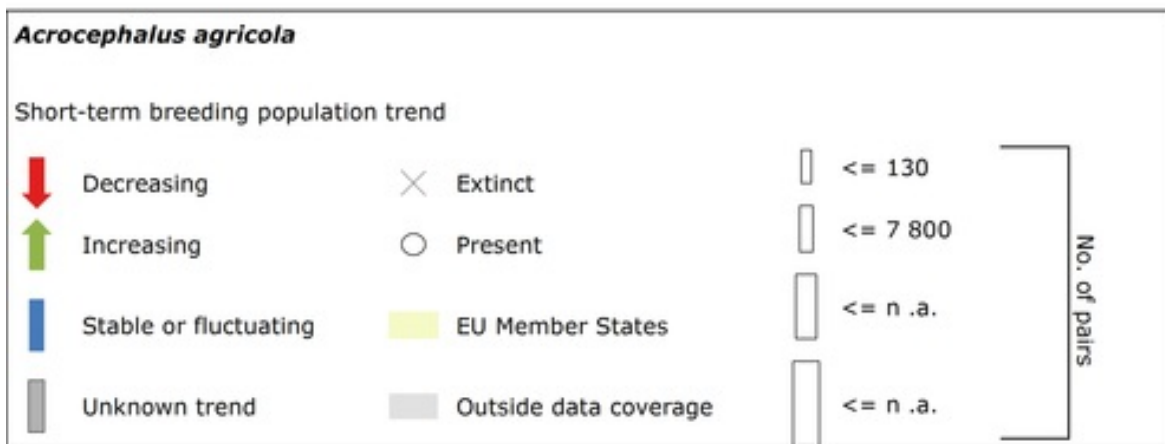 Acrocephalus agricola
Short-term breeding population trend
Decreasing
Extinct
<= 130
Increasing
Present
<= 7 800
Stable or fluctuating
EU Member States
<= n .a.
Unknown trend
Outside data coverage
<= n .a.
No. of pairs